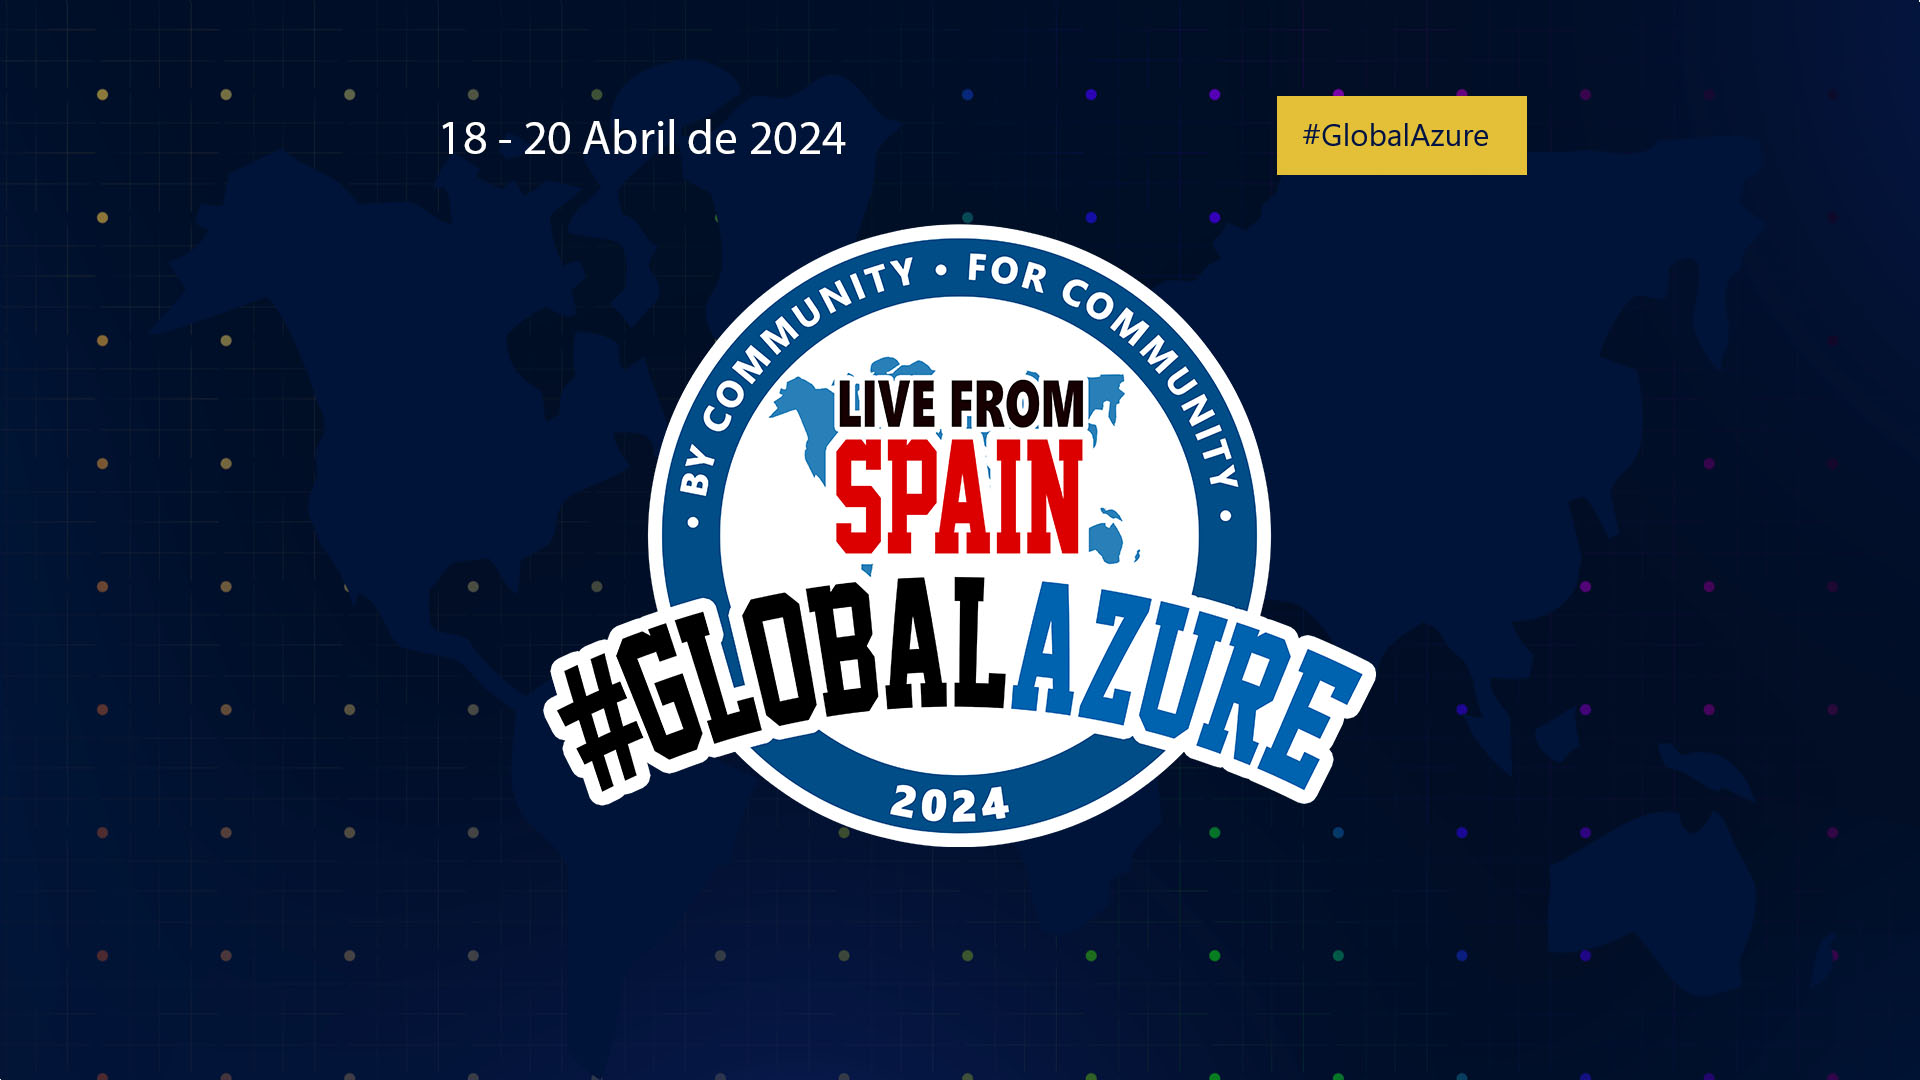 18 - 20 Abril de 2024
#GlobalAzure
• BY COMMUNITY • FOR COMMUNITY •
LIVE FROM
SPAIN
#GLOBALAZURE
2024